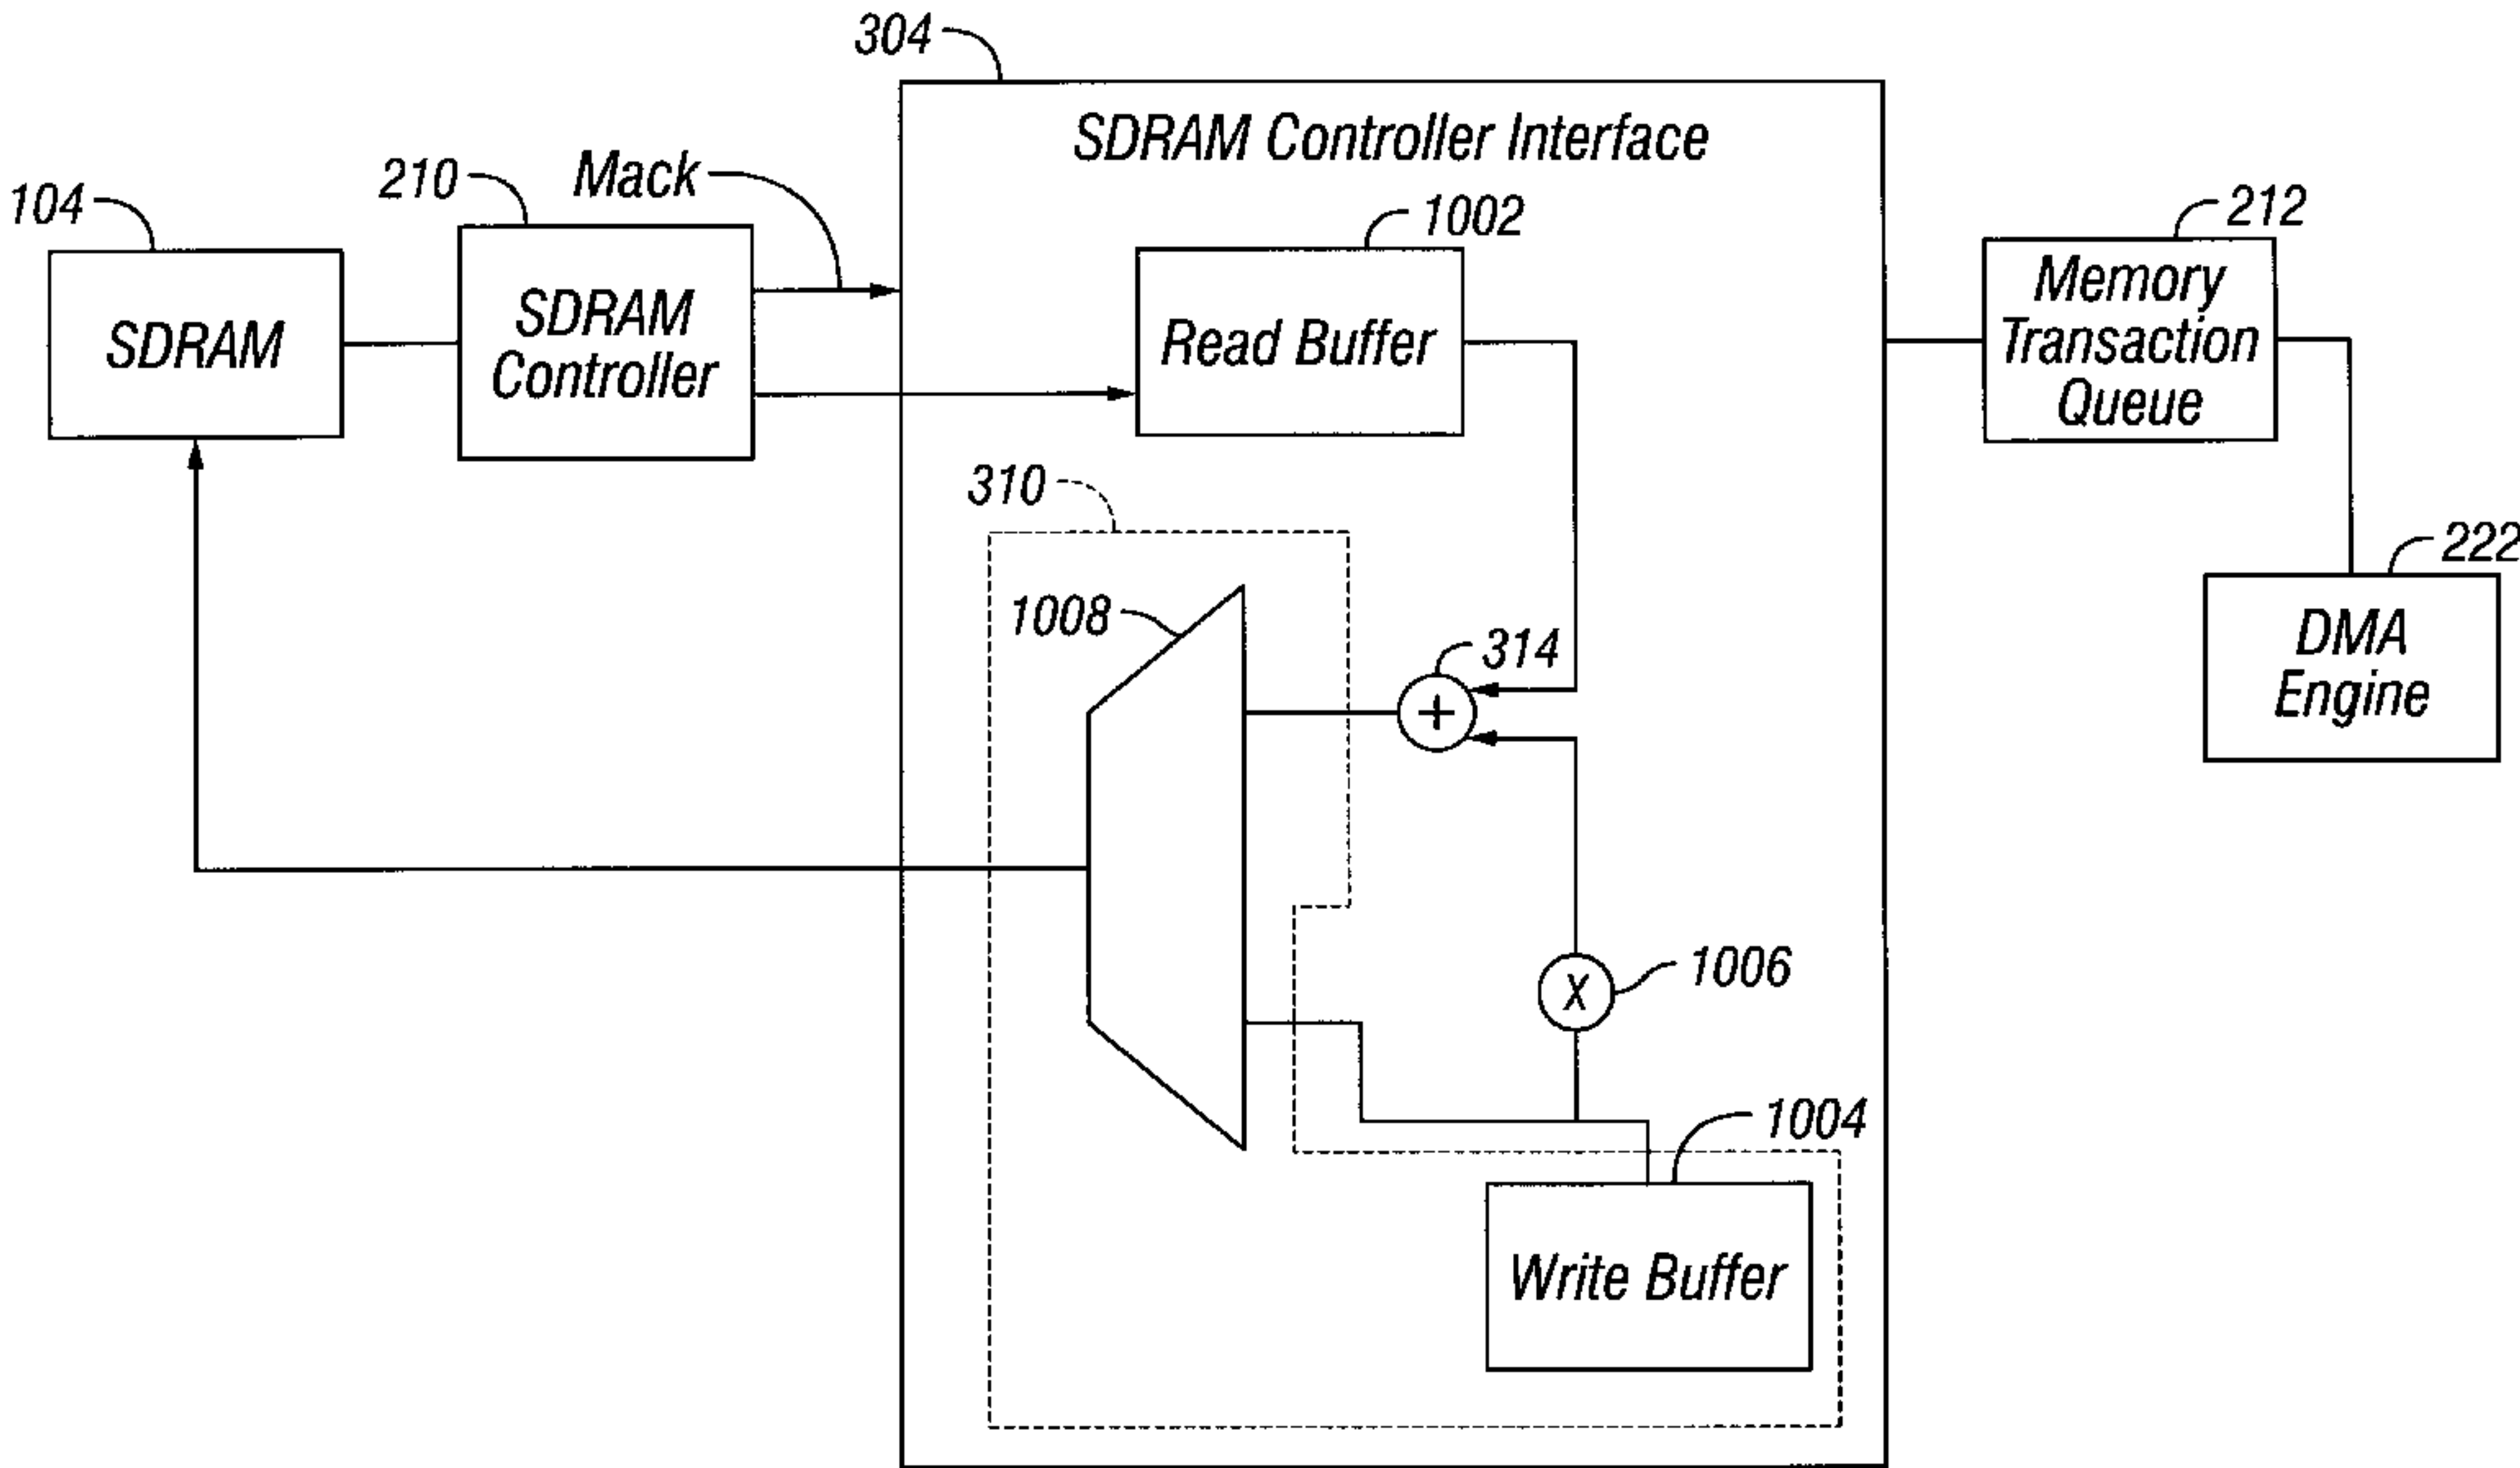 304
SDRAM Controller Interface
Mack
210
104
1002
212
SDRAM
SDRAM
Controller
Read Buffer
Memory
Transaction
Queue
310
222
1008
314
+
DMA
Engine
X
1006
1004
Write Buffer